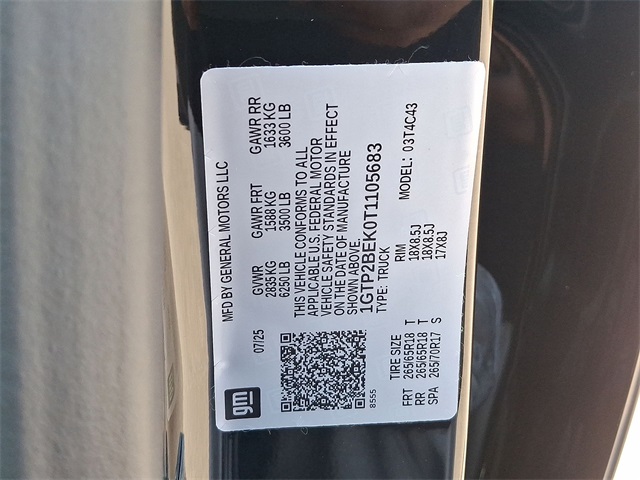 gm
MFD BY GENERAL MOTORS LLC
07/25
GVWR GAWR FRT GAWR RR
2835 KG 1588 KG 1633 KG
6250 LB 3500 LB 3600 LB
THIS VEHICLE CONFORMS TO ALL
APPLICABLE U.S. FEDERAL MOTOR
VEHICLE SAFETY STANDARDS IN EFFECT
ON THE DATE OF MANUFACTURE
SHOWN ABOVE.
1GTP2BEK0T1105683
TYPE: TRUCK MODEL: 03T4C43
8555
TIRE SIZE RIM
FRT 265/65R18 T 18X8.5J
RR 265/65R18 T 18X8.5J
SPA 265/70R17 S 17X8J